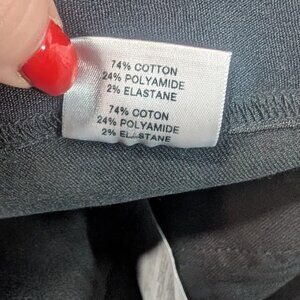 74% COTTON
24% POLYAMIDE
2% ELASTANE
74% COTON
24% POLYAMIDE
2% ELASTANE